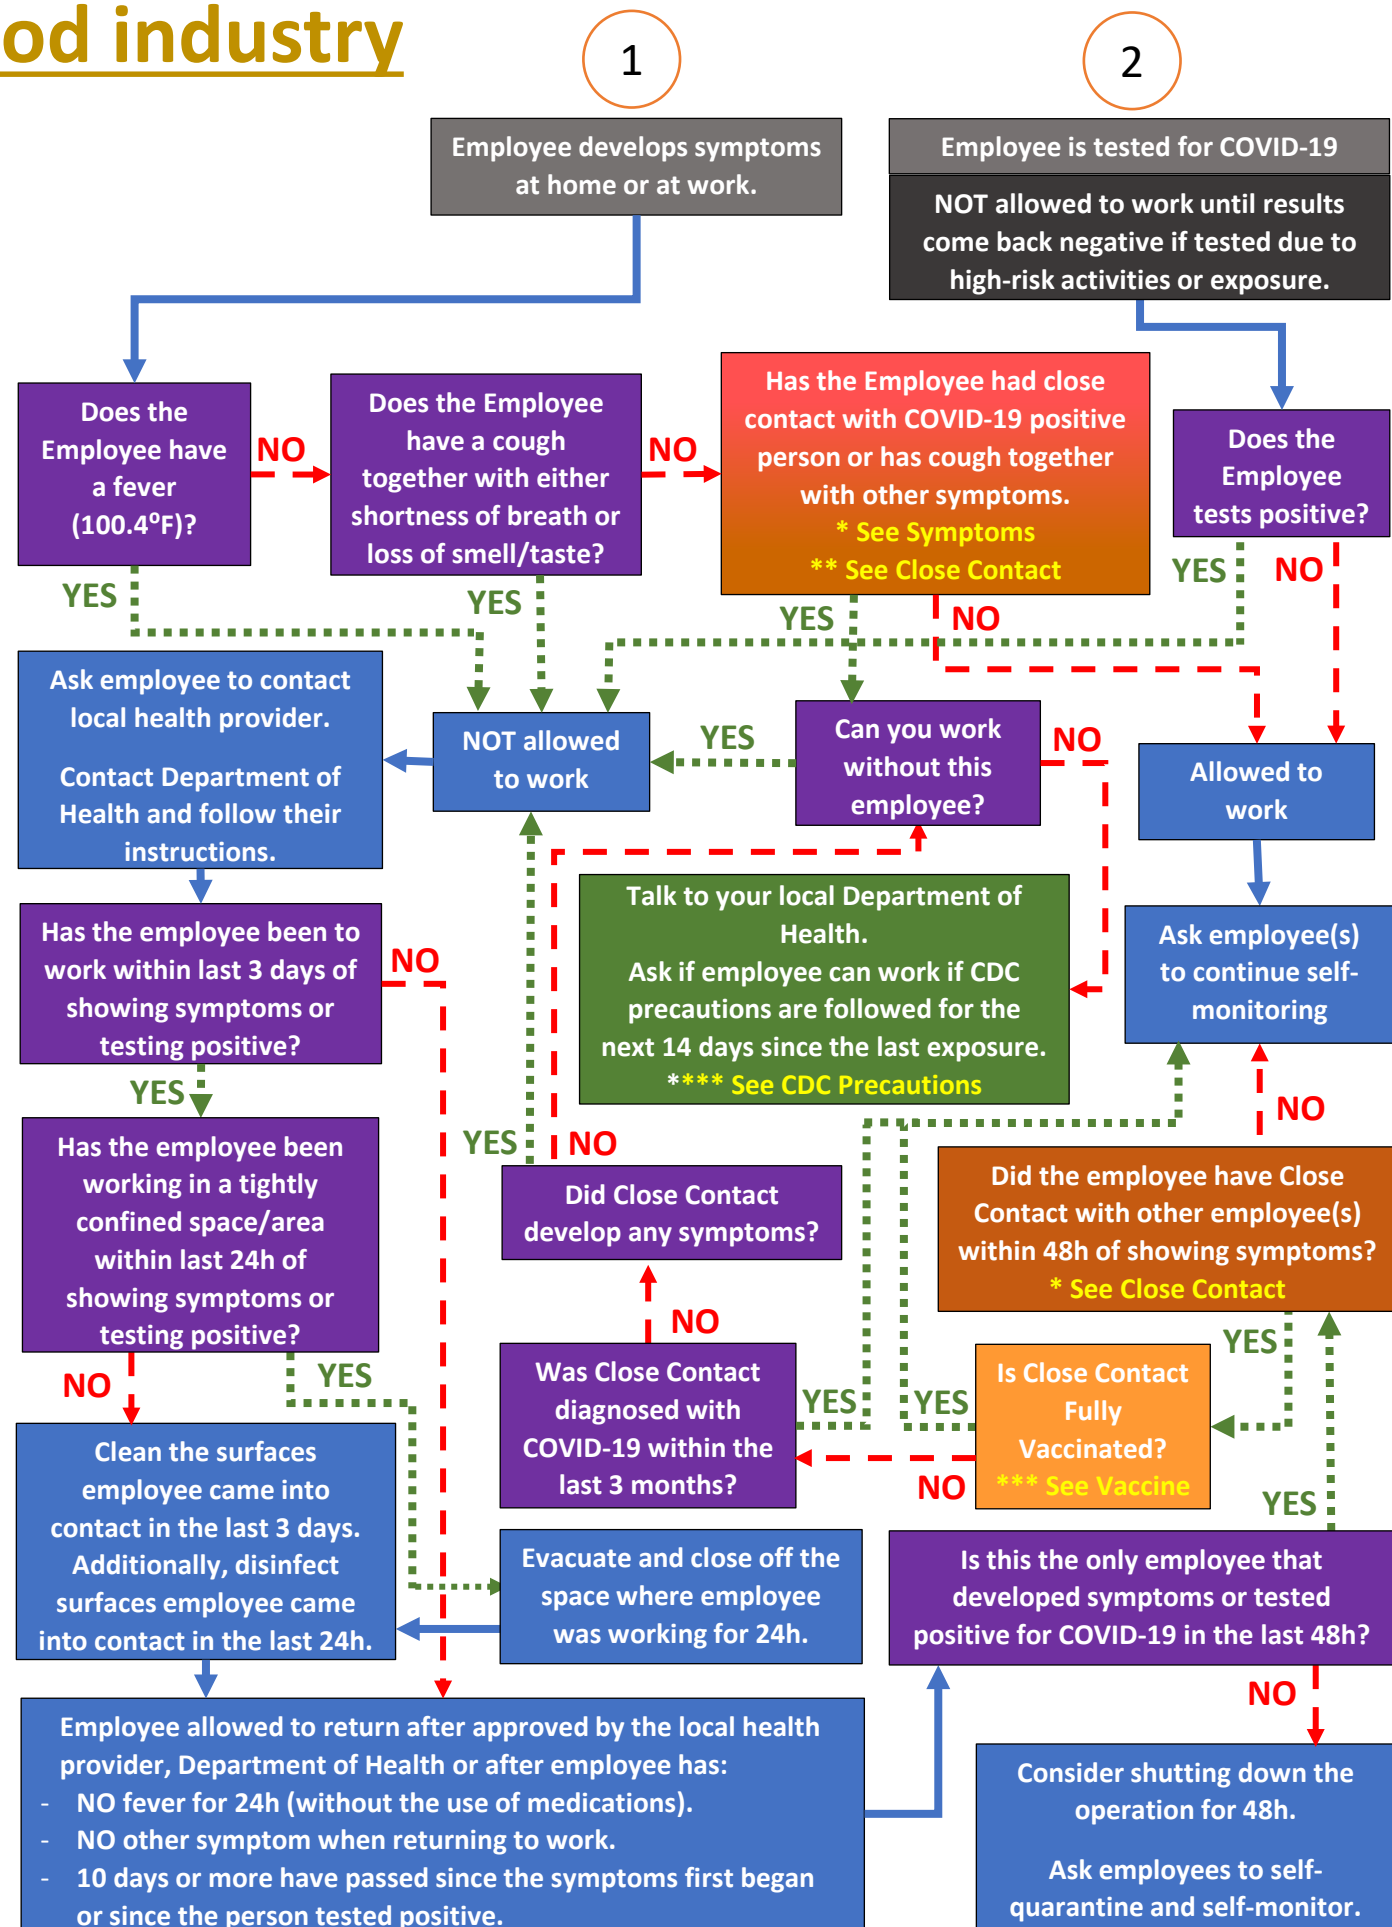 od industry
1
2
Employee develops symptoms
at home or at work.
Employee is tested for COVID-19
NOT allowed to work until results
come back negative if tested due to
high-risk activities or exposure.
Does the
Employee have
a fever
(100.4⁰F)?
NO
Does the Employee
have a cough
together with either
shortness of breath or
loss of smell/taste?
NO
Has the Employee had close
contact with COVID-19 positive
person or has cough together
with other symptoms.
* See Symptoms
** See Close Contact
Does the
Employee
tests positive?
YES
YES
YES
NO
YES
NO
Ask employee to contact
local health provider.
Contact Department of
Health and follow their
instructions.
NOT allowed
to work
YES
Can you work
without this
employee?
NO
Allowed to
work
Talk to your local Department of
Health.
Ask if employee can work if CDC
precautions are followed for the
next 14 days since the last exposure.
**** See CDC Precautions
Ask employee(s)
to continue self-
monitoring
Has the employee been to
work within last 3 days of
showing symptoms or
testing positive?
NO
YES
Has the employee been
working in a tightly
confined space/area
within last 24h of
showing symptoms or
testing positive?
YES
NO
Did Close Contact
develop any symptoms?
NO
Did the employee have Close
Contact with other employee(s)
within 48h of showing symptoms?
* See Close Contact
NO
Was Close Contact
diagnosed with
COVID-19 within the
last 3 months?
YES
YES
Is Close Contact
Fully
Vaccinated?
*** See Vaccine
YES
NO
YES
NO
YES
Clean the surfaces
employee came into
contact in the last 3 days.
Additionally, disinfect
surfaces employee came
into contact in the last 24h.
Evacuate and close off the
space where employee
was working for 24h.
Is this the only employee that
developed symptoms or tested
positive for COVID-19 in the last 48h?
NO
Employee allowed to return after approved by the local health
provider, Department of Health or after employee has:
- NO fever for 24h (without the use of medications).
- NO other symptom when returning to work.
- 10 days or more have passed since the symptoms first began
or since the person tested positive.
Consider shutting down the
operation for 48h.
Ask employees to self-
quarantine and self-monitor.